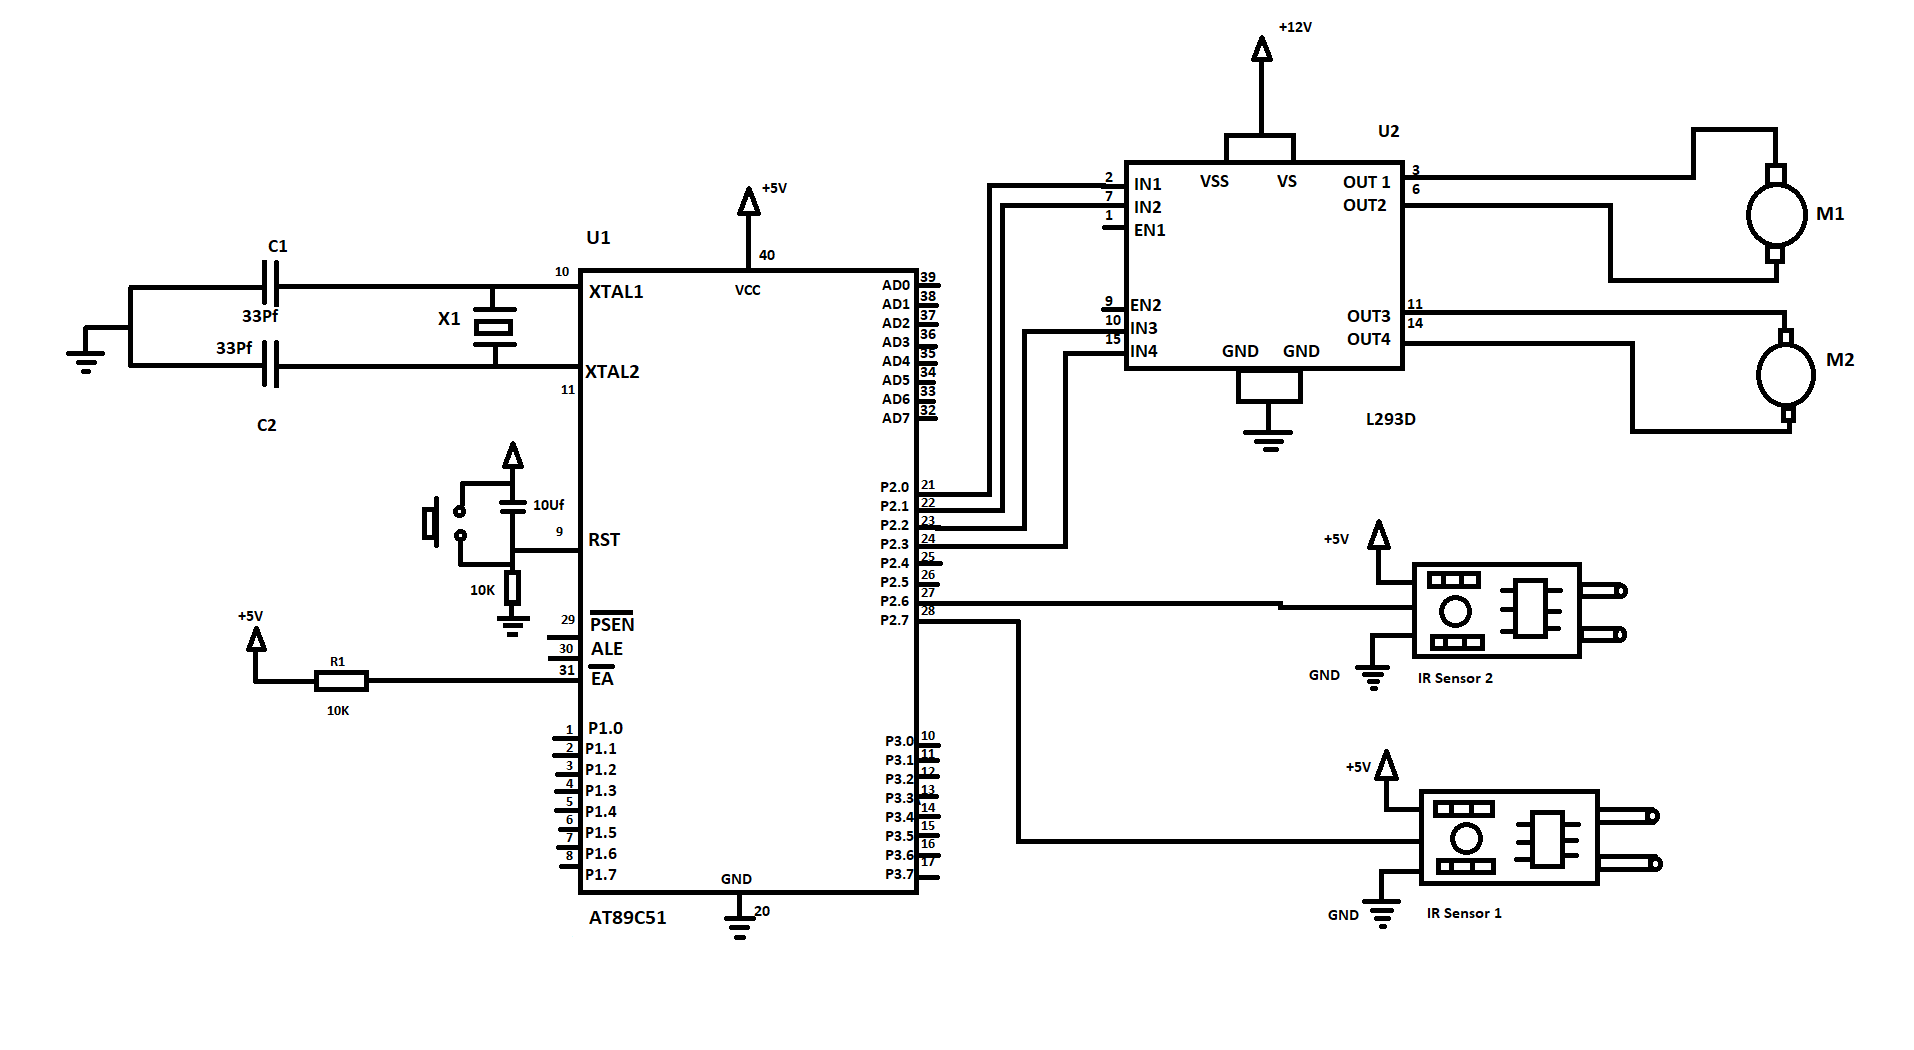 +12V
U2
2
7
1
IN1
IN2
EN1
VSS
VS
OUT 1
OUT2
3
6
M1
9
10
15
EN2
IN3
IN4
GND
GND
OUT3
OUT4
11
14
M2
L293D
+5V
40
U1
C1
33Pf
X1
33Pf
C2
10
XTAL1
VCC
XTAL2
11
AD0
39
AD1
38
AD2
37
AD3
36
AD4
35
AD5
34
AD6
33
AD7
32
10Uf
9
RST
10K
P2.0
21
P2.1
22
P2.2
23
P2.3
24
P2.4
25
P2.5
26
P2.6
27
P2.7
28
+5V
R1
10K
29
PSEN
30
ALE
31
EA
1
P1.0
2
P1.1
3
P1.2
4
P1.3
5
P1.4
6
P1.5
7
P1.6
8
P1.7
P3.0
10
P3.1
11
P3.2
12
P3.3
13
P3.4
14
P3.5
15
P3.6
16
P3.7
17
GND
20
AT89C51
+5V
GND
IR Sensor 2
+5V
GND
IR Sensor 1